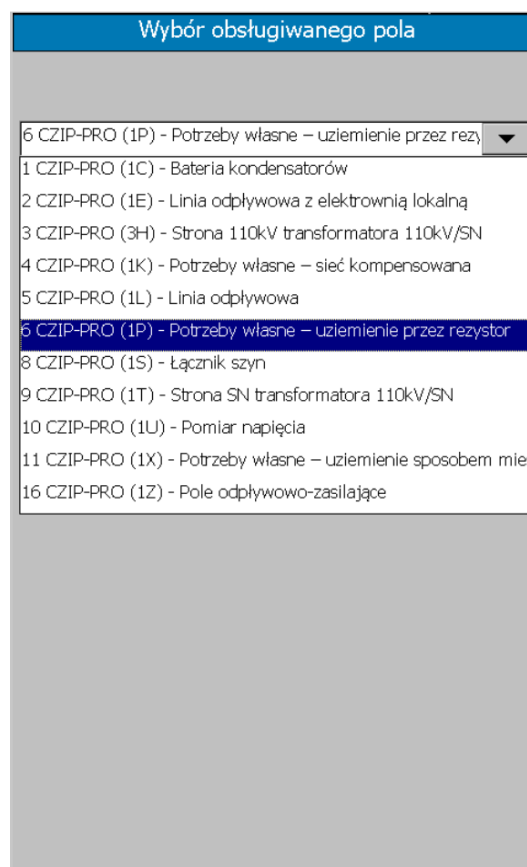 Wybór obsługiwanego pola
6 CZIP-PRO (1P) - Potrzeby własne – uziemienie przez rezy
1 CZIP-PRO (1C) - Bateria kondensatorów
2 CZIP-PRO (1E) - Linia odpływowa z elektrownią lokalną
3 CZIP-PRO (3H) - Strona 110kV transformatora 110kV/SN
4 CZIP-PRO (1K) - Potrzeby własne – sieć kompensowana
5 CZIP-PRO (1L) - Linia odpływowa
6 CZIP-PRO (1P) - Potrzeby własne – uziemienie przez rezystor
8 CZIP-PRO (1S) - Łącznik szyn
9 CZIP-PRO (1T) - Strona SN transformatora 110kV/SN
10 CZIP-PRO (1U) - Pomiar napięcia
11 CZIP-PRO (1X) - Potrzeby własne – uziemienie sposobem mie
16 CZIP-PRO (1Z) - Pole odpływowo-zasilające